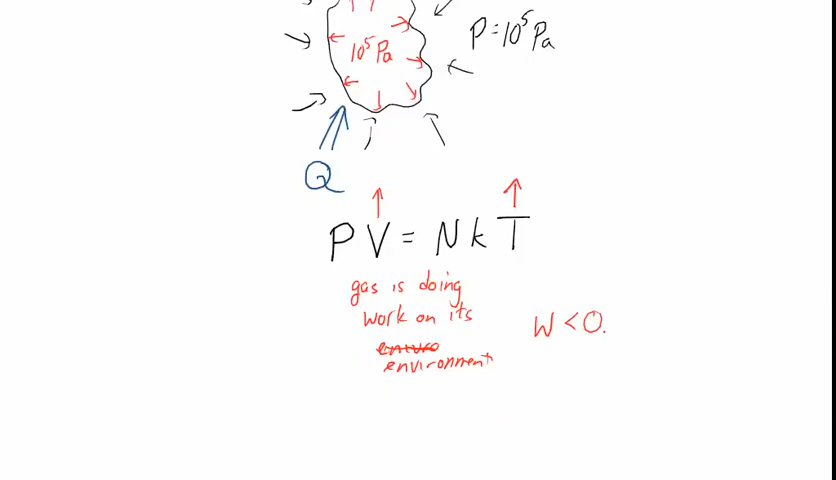 10⁵ Pa
P = 10⁵ Pa
Q
PV = NkT
gas is doing
work on its
environment
W < 0.